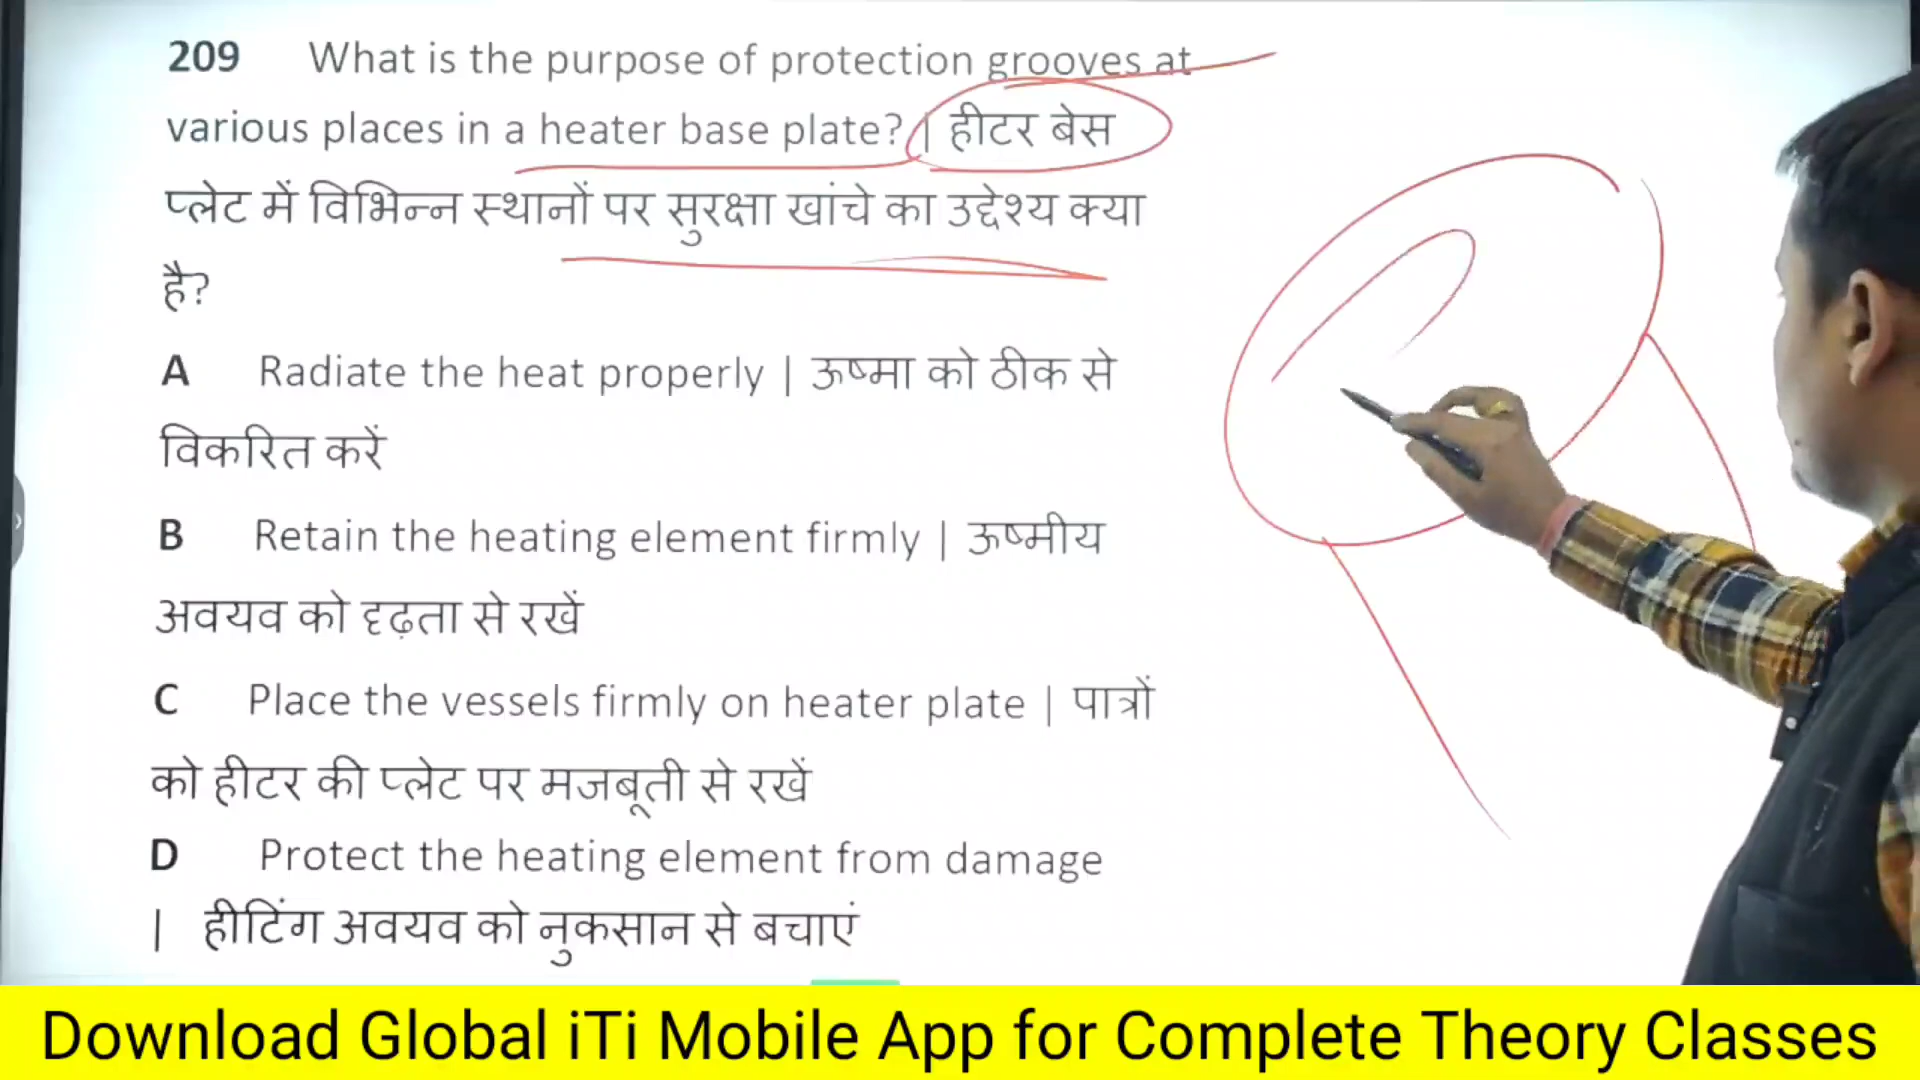 209 What is the purpose of protection grooves at
various places in a heater base plate? | हीटर बेस
प्लेट में विभिन्न स्थानों पर सुरक्षा खांचे का उद्देश्य क्या
है?
A Radiate the heat properly | ऊष्मा को ठीक से
विकरित करें
B Retain the heating element firmly | ऊष्मीय
अवयव को दृढ़ता से रखें
C Place the vessels firmly on heater plate | पात्रों
को हीटर की प्लेट पर मजबूती से रखें
D Protect the heating element from damage
| हीटिंग अवयव को नुकसान से बचाएं
Download Global iTi Mobile App for Complete Theory Classes